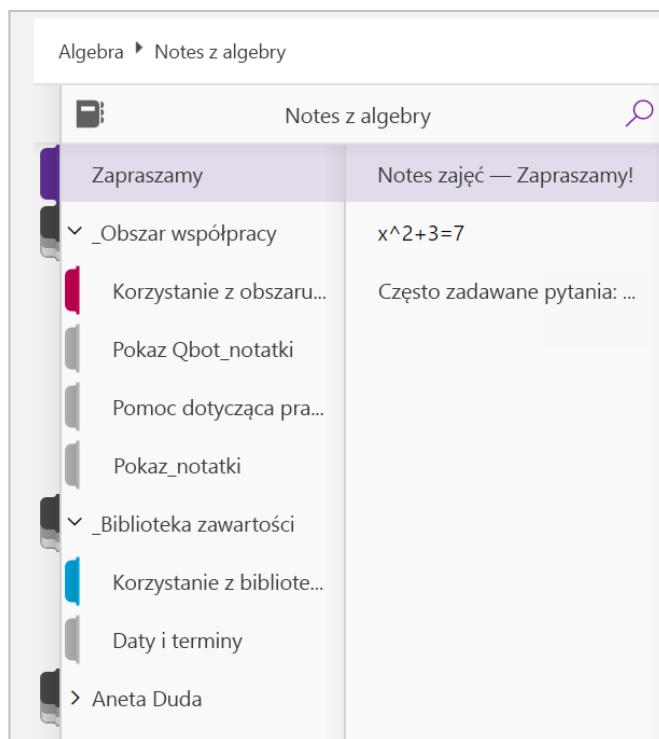 Algebra Notes z algebry
Notes z algebry
Zapraszamy
Notes zajęć — Zapraszamy!
_Obszar współpracy
x^2+3=7
Korzystanie z obszaru...
Często zadawane pytania: ...
Pokaz Qbot_notatki
Pomoc dotycząca pra...
Pokaz_notatki
_Biblioteka zawartości
Korzystanie z bibliote...
Daty i terminy
Aneta Duda